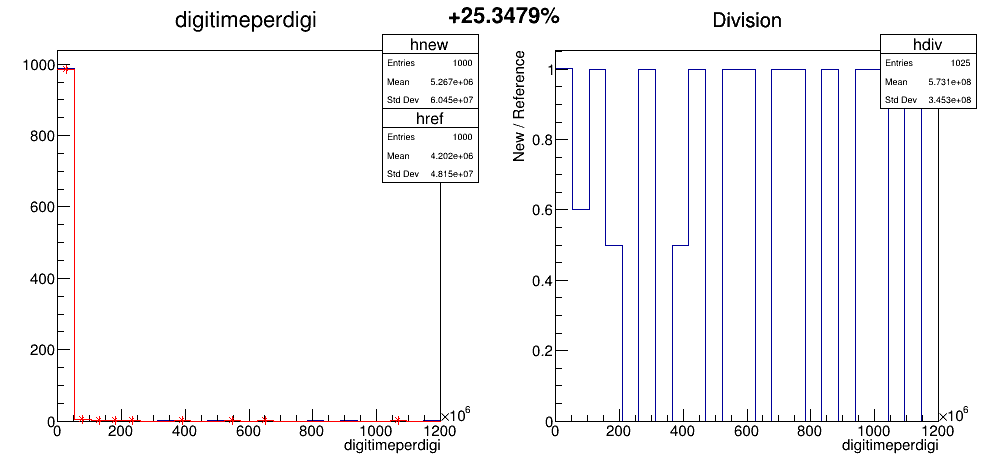 digitimeperdigi
+25.3479%
Division
hnew
Entries 1000
Mean 5.267e+06
Std Dev 6.045e+07
href
Entries 1000
Mean 4.202e+06
Std Dev 4.815e+07
1000
800
600
400
200
0
0 200 400 600 800 1000 1200
×10⁶
digitimeperdigi
hdiv
Entries 1025
Mean 5.731e+08
Std Dev 3.453e+08
New / Reference
1
0.8
0.6
0.4
0.2
0
0 200 400 600 800 1000 1200
×10⁶
digitimeperdigi